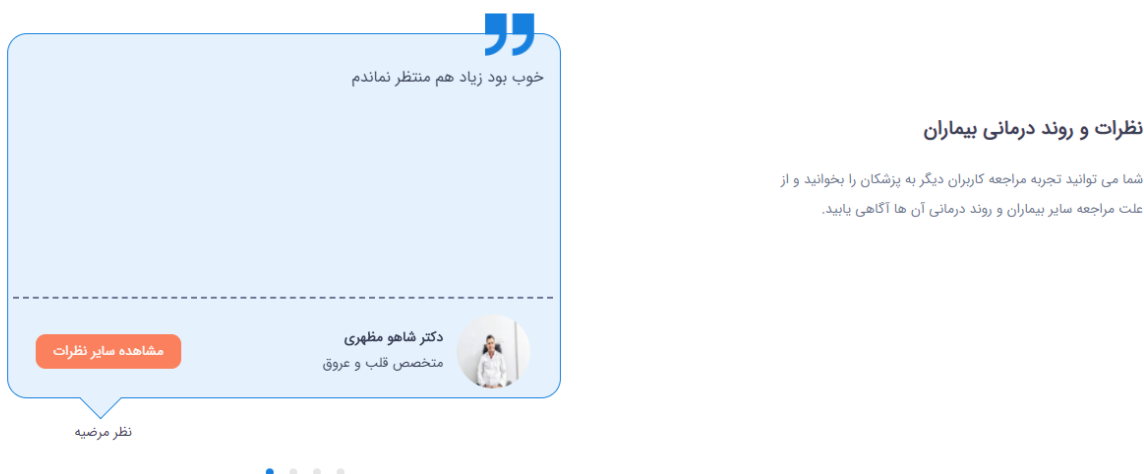 نظرات و روند درمانی بیماران
شما می توانید تجربه مراجعه کاربران دیگر به پزشکان را بخوانید و از
علت مراجعه سایر بیماران و روند درمانی آن ها آگاهی یابید.
خوب بود زیاد هم منتظر نماندم
دکتر شاهو مظهری
متخصص قلب و عروق
مشاهده سایر نظرات
نظر مرضیه